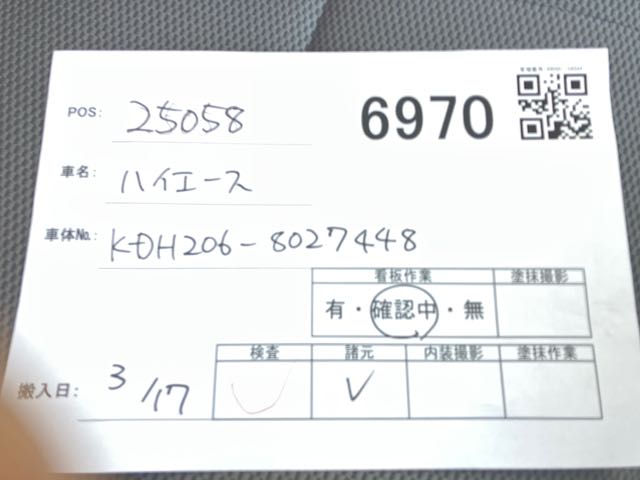 POS: 25058
6970
車名: ハイエース
車体No.: KDH206-8027448
看板作業 塗抹撮影
有・確認中・無
検査 諸元 内装撮影 塗抹作業
搬入日: 3/17 ✓ ✓